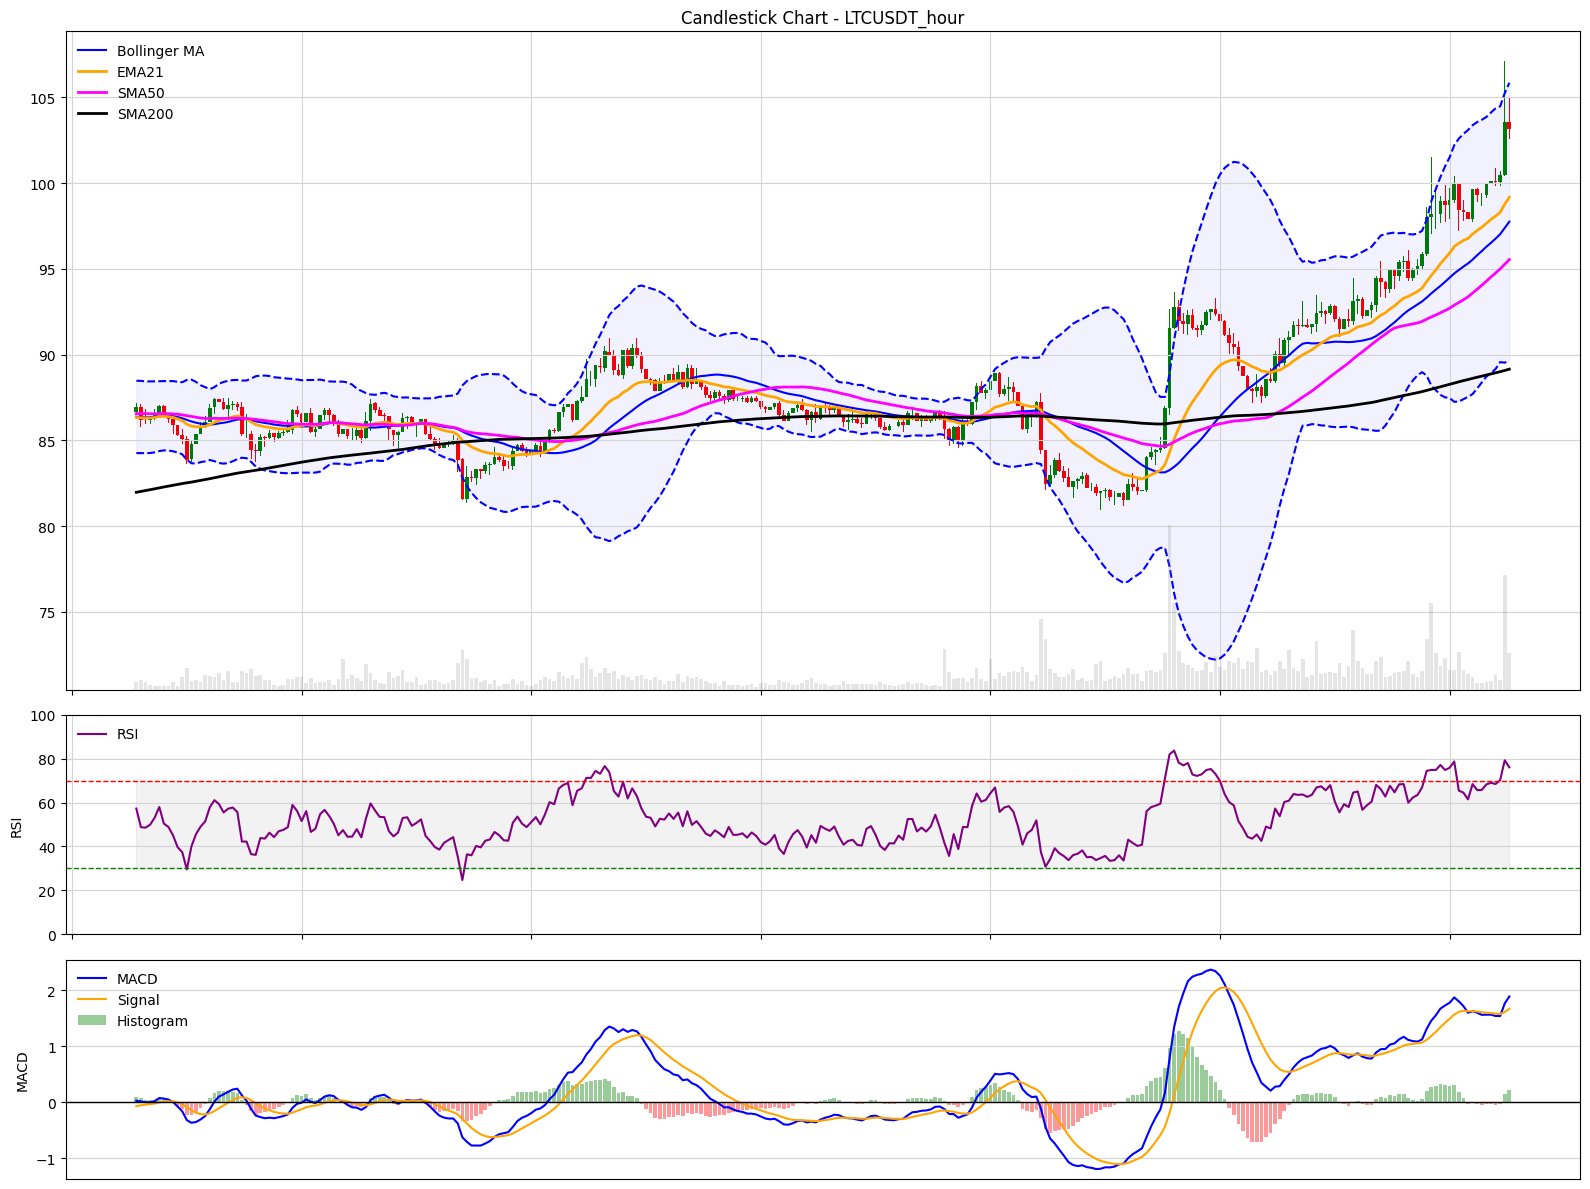 Candlestick Chart - LTCUSDT_hour
Bollinger MA
EMA21
SMA50
SMA200
105
100
95
90
85
80
75
RSI
100
80
60
40
20
0
RSI
MACD
Signal
Histogram
2
1
0
−1
MACD